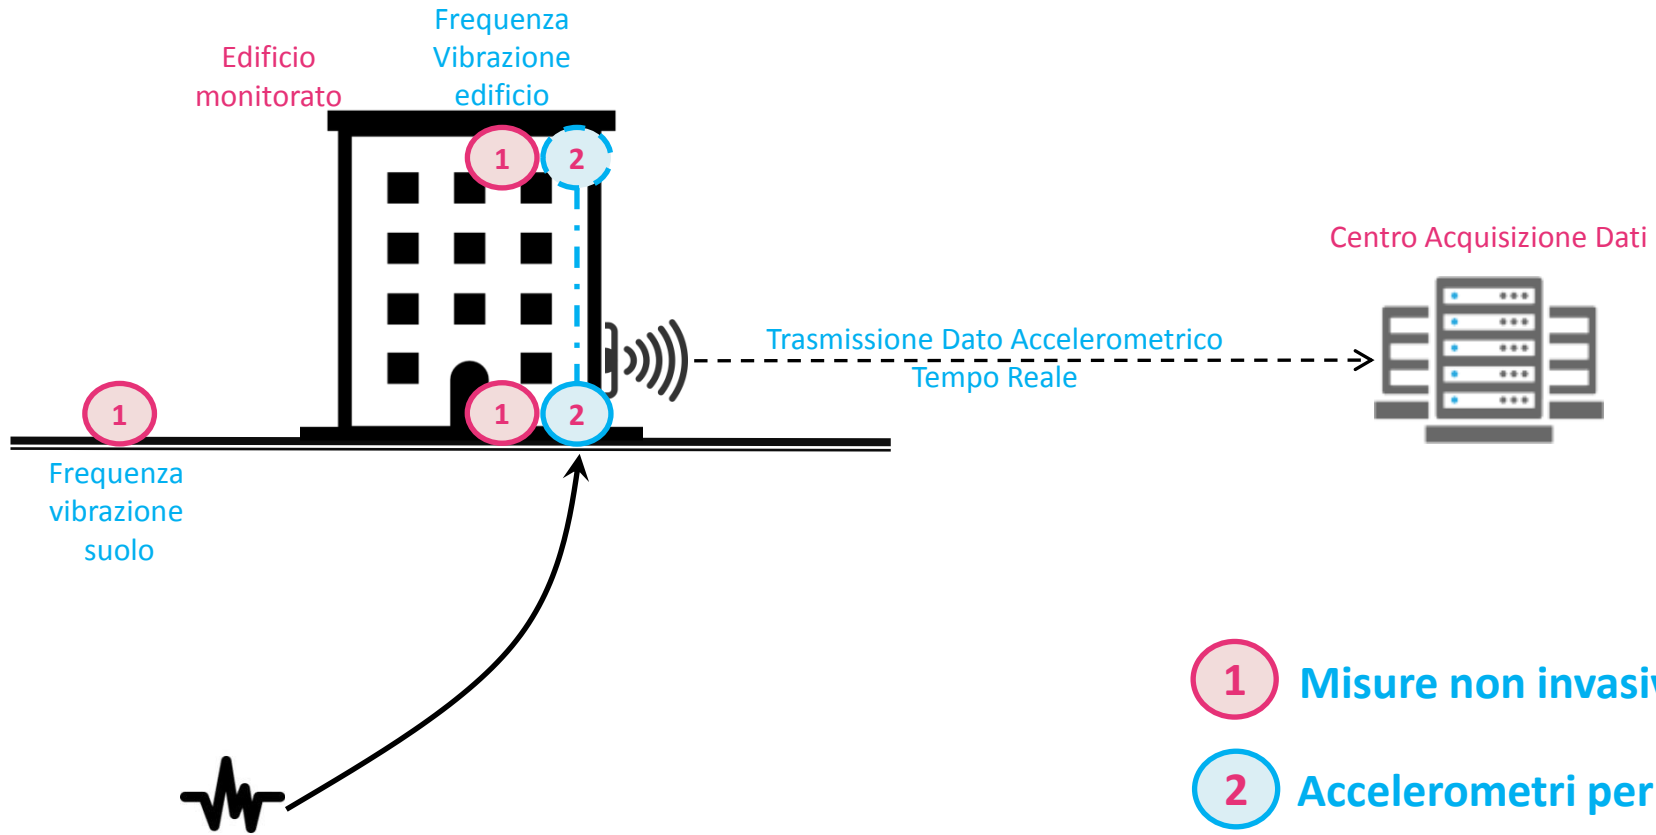 Frequenza
Vibrazione
edificio
Edificio
monitorato
1
2
Centro Acquisizione Dati
Trasmissione Dato Accelerometrico
Tempo Reale
1
1
2
Frequenza
vibrazione
suolo
1 Misure non
2 Accelerometri per